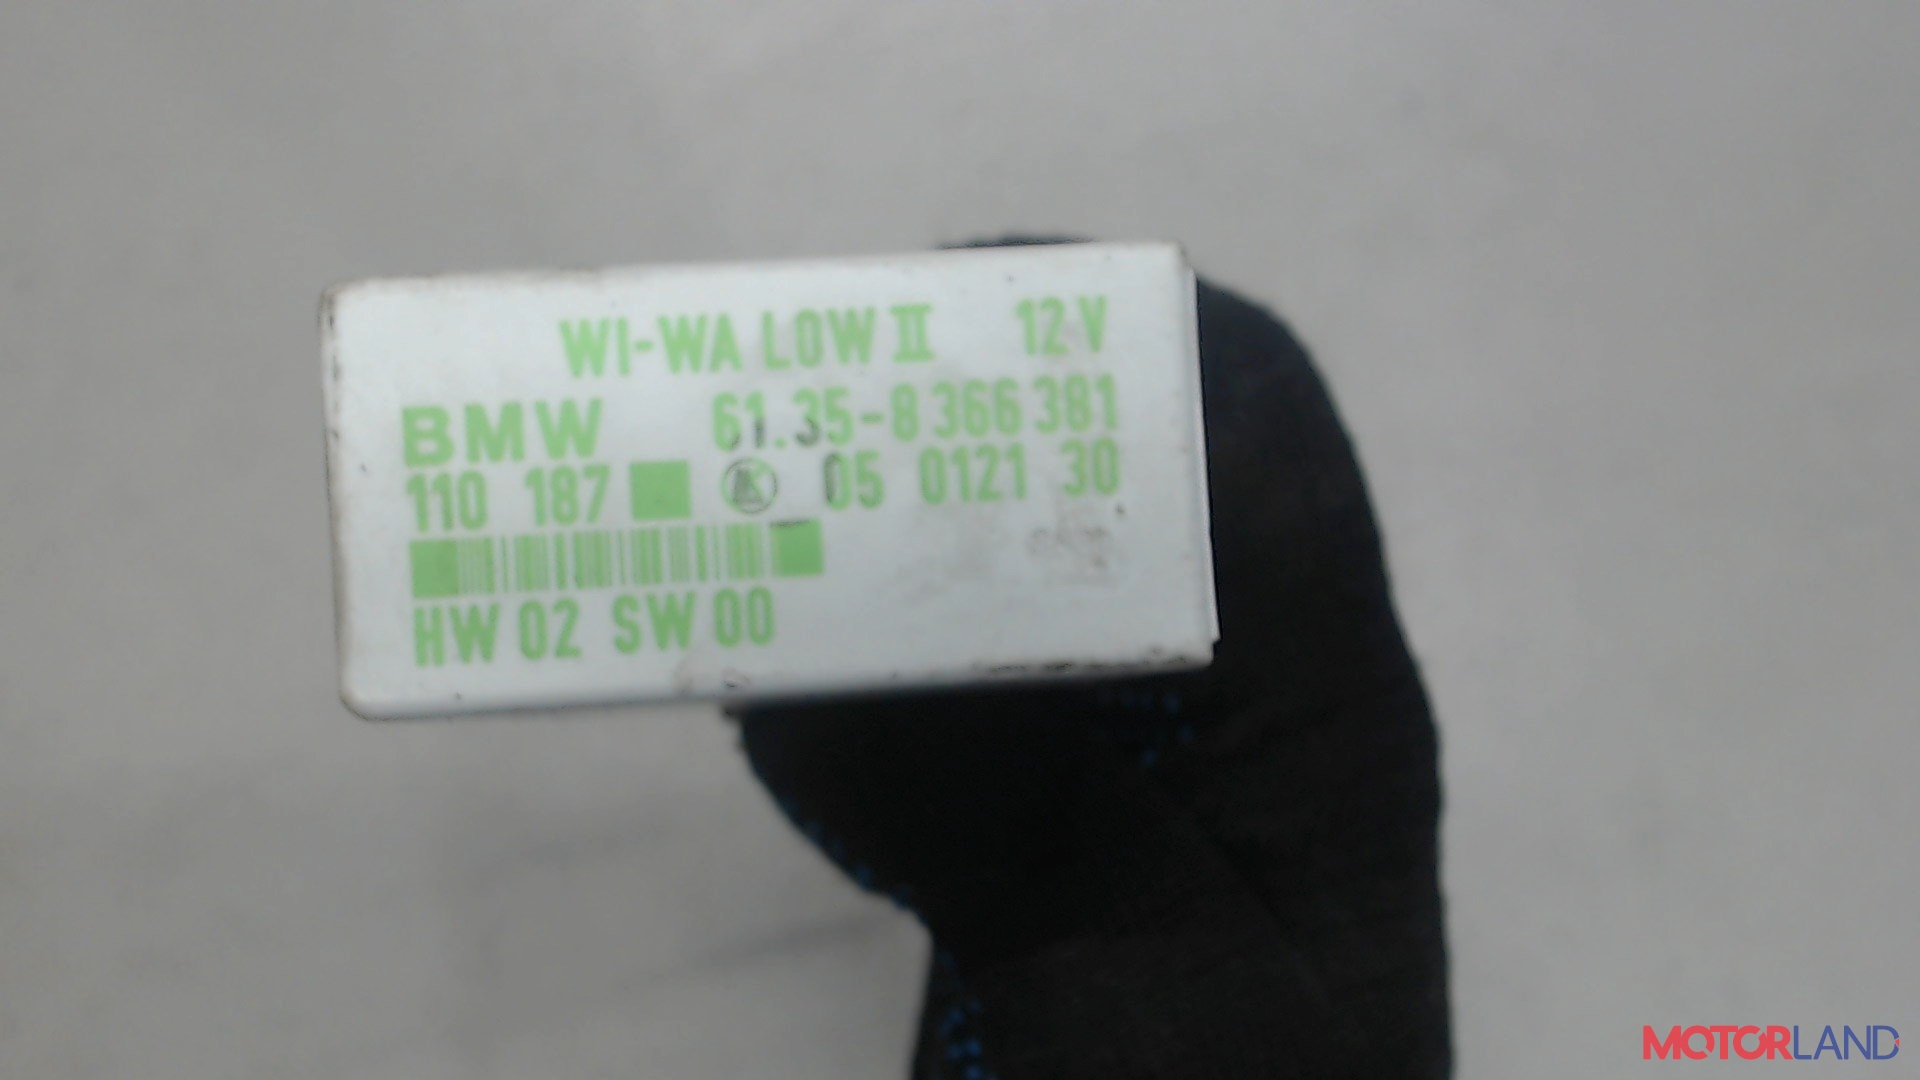 WI-WA LOW II 12V
BMW 61.35-8 366 381
110 187 05 0121 30
HW 02 SW 00
MOTORLAND